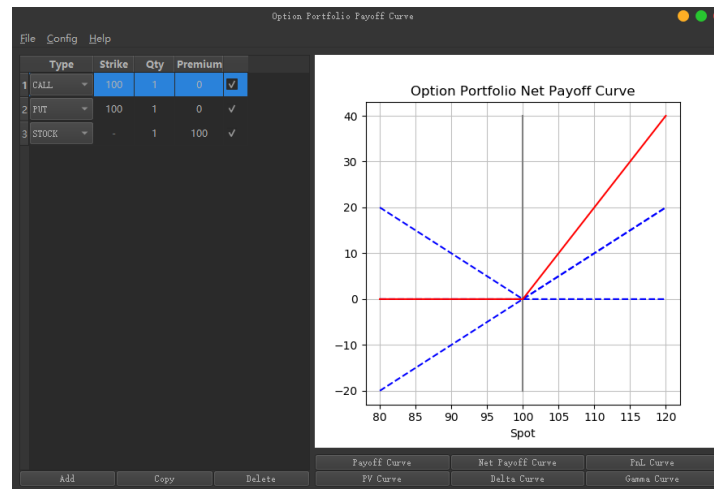 Option Portfolio Payoff Curve
File Config Help
Type Strike Qty Premium
1 CALL 100 1 0
2 PUT 100 1 0
3 STOCK - 1 100
Add Copy Delete
Option Portfolio Net Payoff Curve
40
30
20
10
0
−10
−20
80 85 90 95 100 105 110 115 120
Spot
Payoff Curve Net Payoff Curve PnL Curve
PV Curve Delta Curve Gamma Curve